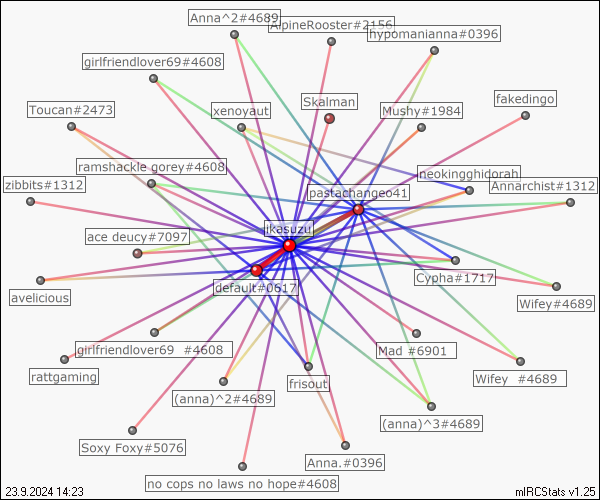 Anna^2#4689
AlpineRooster#2156
hypomanianna#0396
girlfriendlover69#4608
Toucan#2473
xenoyaut
Skalman
Mushy#1984
fakedingo
ramshackle gorey#4608
neokingghidorah
zibbits#1312
pastachangeo41
Annarchist#1312
ikasuzu
ace deucy#7097
Cypha#1717
avelicious
default#0617
Wifey#4689
girlfriendlover69 #4608
Mad #6901
rattgaming
frisout
Wifey #4689
(anna)^2#4689
(anna)^3#4689
Soxy Foxy#5076
Anna.#0396
no cops no laws no hope#4608
23.9.2024 14:23
mIRCStats v1.25